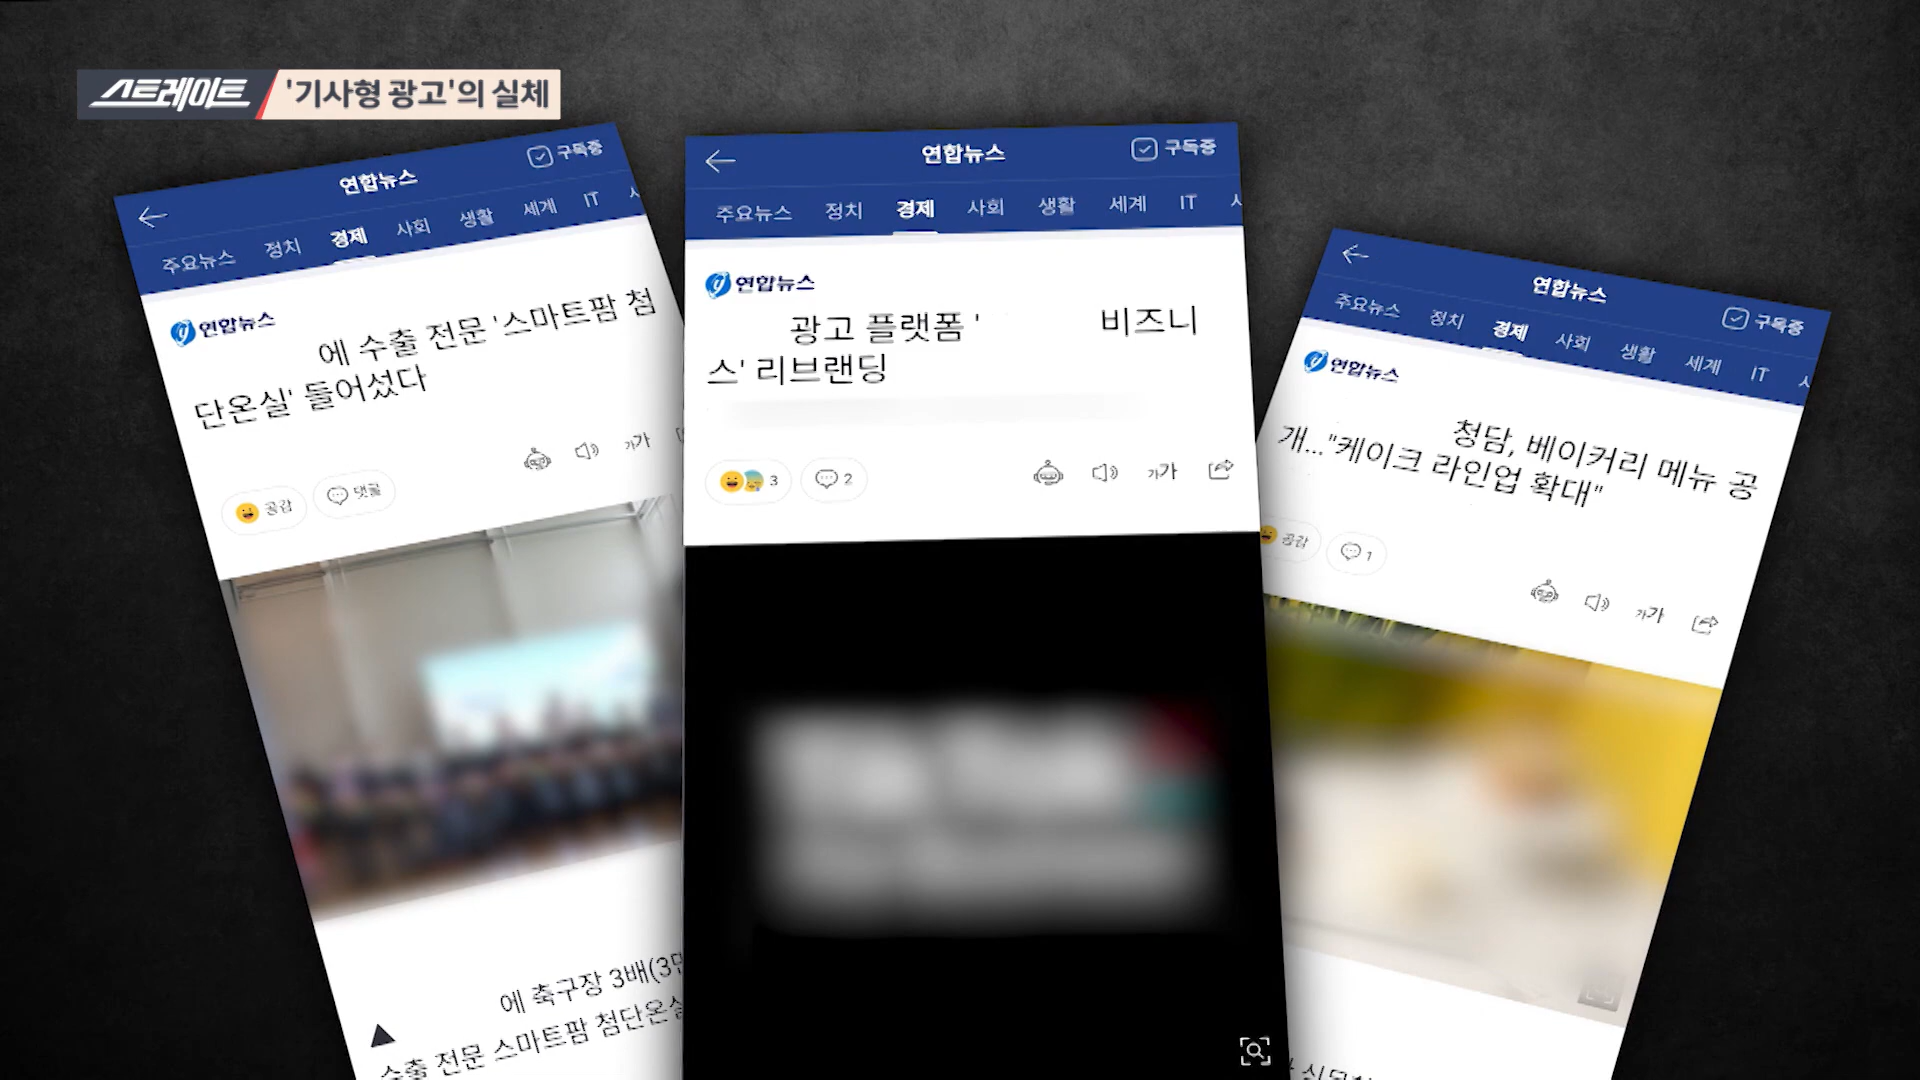 스트레이트 '기사형 광고'의 실체
연합뉴스 구독중
주요뉴스 정치 경제 사회 생활 세계 IT
연합뉴스
에 수출 전문 '스마트팜 첨
단온실' 들어섰다
공감 댓글
에 축구장 3배(3만
수출 전문 스마트팜 첨단온실
연합뉴스 구독중
주요뉴스 정치 경제 사회 생활 세계 IT
연합뉴스
광고 플랫폼 ' 비즈니
스' 리브랜딩
3 2
가가
연합뉴스 구독중
주요뉴스 정치 경제 사회 생활 세계 IT
연합뉴스
청담, 베이커리 메뉴 공
개..."케이크 라인업 확대"
공감 1
가가